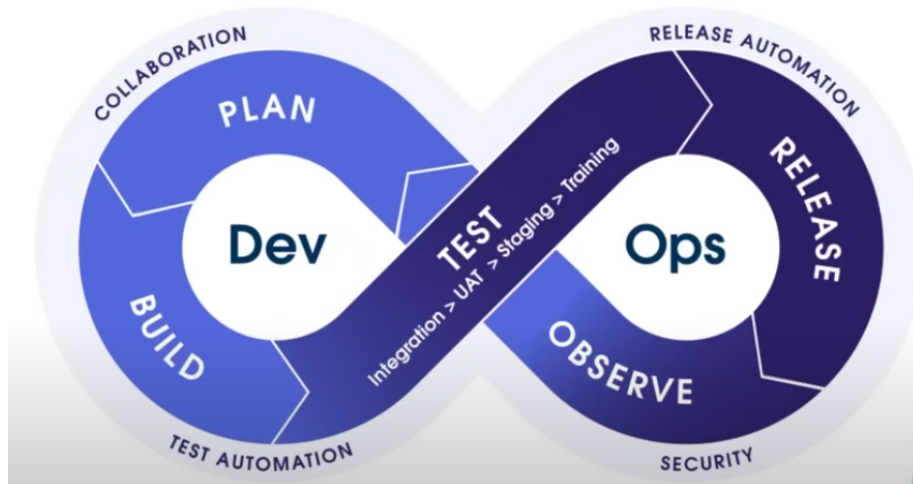 COLLABORATION
PLAN
Dev
BUILD
TEST AUTOMATION
TEST
Integration > UAT > Staging > Training
RELEASE AUTOMATION
RELEASE
Ops
OBSERVE
SECURITY